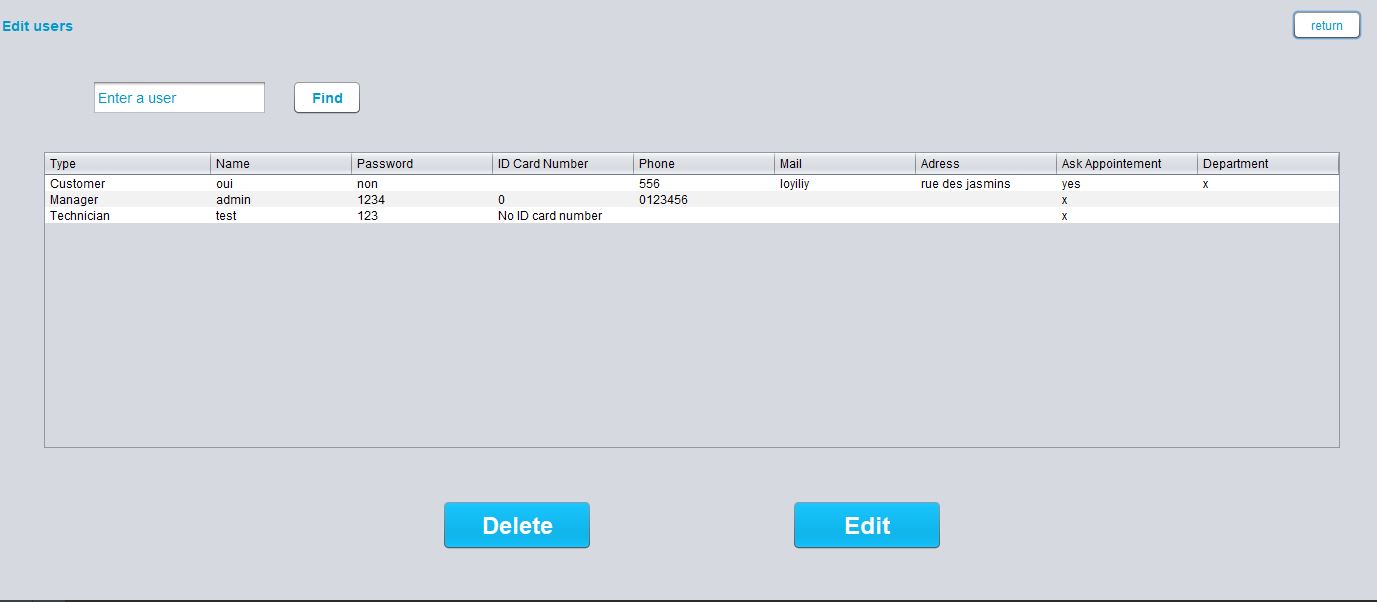 Edit users
return
Enter a user
Find
Type Name Password ID Card Number Phone Mail Adress Ask Appointement Department
Customer oui non 556 loyiliy rue des jasmins yes x
Manager admin 1234 0 0123456 x
Technician test 123 No ID card number x
Delete
Edit